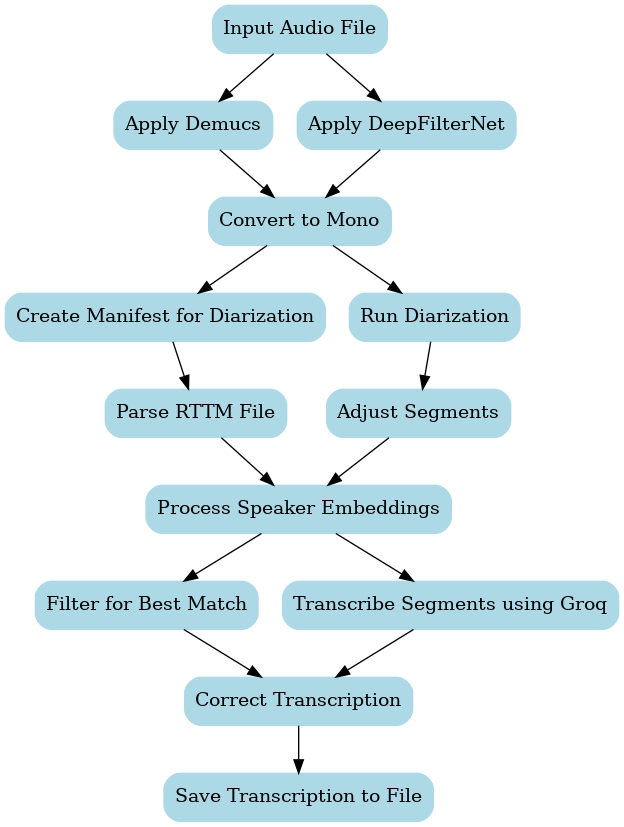 Input Audio File
Apply Demucs
Apply DeepFilterNet
Convert to Mono
Create Manifest for Diarization
Run Diarization
Parse RTTM File
Adjust Segments
Process Speaker Embeddings
Filter for Best Match
Transcribe Segments using Groq
Correct Transcription
Save Transcription to File